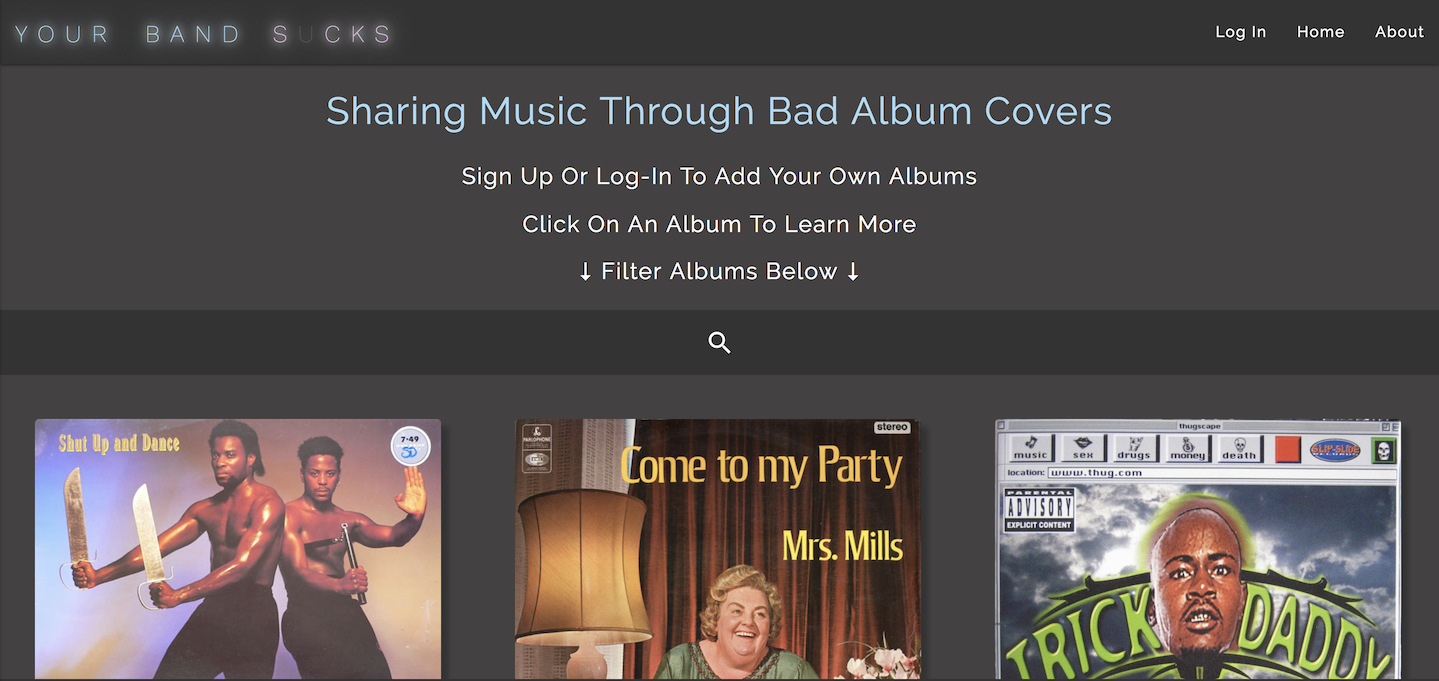 YOUR BAND SUCKS
Log In
Home
About
Sharing Music Through Bad Album Covers
Sign Up Or Log-In To Add Your Own Albums
Click On An Album To Learn More
↓ Filter Albums Below ↓
Shut Up and Dance
7·49
SD
PARLOPHONE
EMI
stereo
Come to my Party
Mrs. Mills
thugscape
music
sex
drugs
money
death
SLIP-N-SLIDE
RECORDS
location: www.thug.com
PARENTAL
ADVISORY
EXPLICIT CONTENT
TRICK DADDY